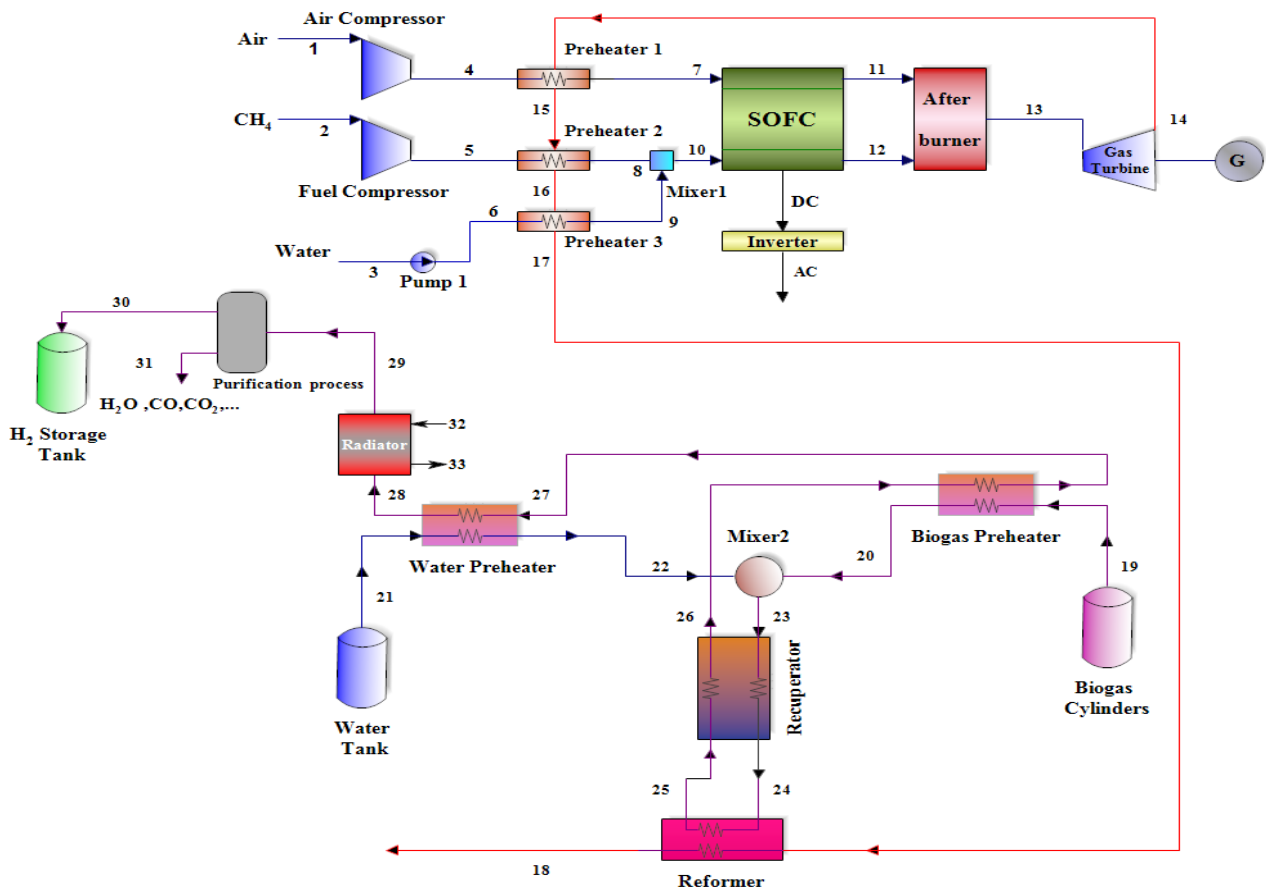 Air Compressor
Air
1
4
Preheater 1
7
11
15
CH4
2
5
Preheater 2
8
10
SOFC
12
After
burner
13
14
Gas
Turbine
G
Fuel Compressor
16
Mixer1
6
9
Preheater 3
Water
3
Pump 1
17
DC
Inverter
AC
30
31
29
Purification process
H2O ,CO,CO2,...
H2 Storage
Tank
Radiator
32
33
28
27
Water Preheater
Biogas Preheater
Mixer2
22
20
19
21
26
23
Recuperator
Water
Tank
Biogas
Cylinders
25
24
18
Reformer